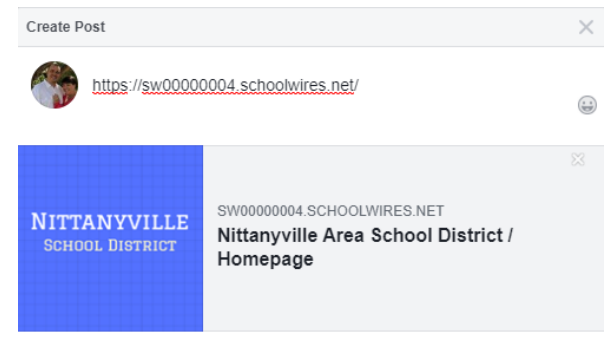 Create Post
https://sw00000004.schoolwires.net/
NITTANYVILLE
SCHOOL DISTRICT
SW00000004.SCHOOLWIRES.NET
Nittanyville Area School District /
Homepage